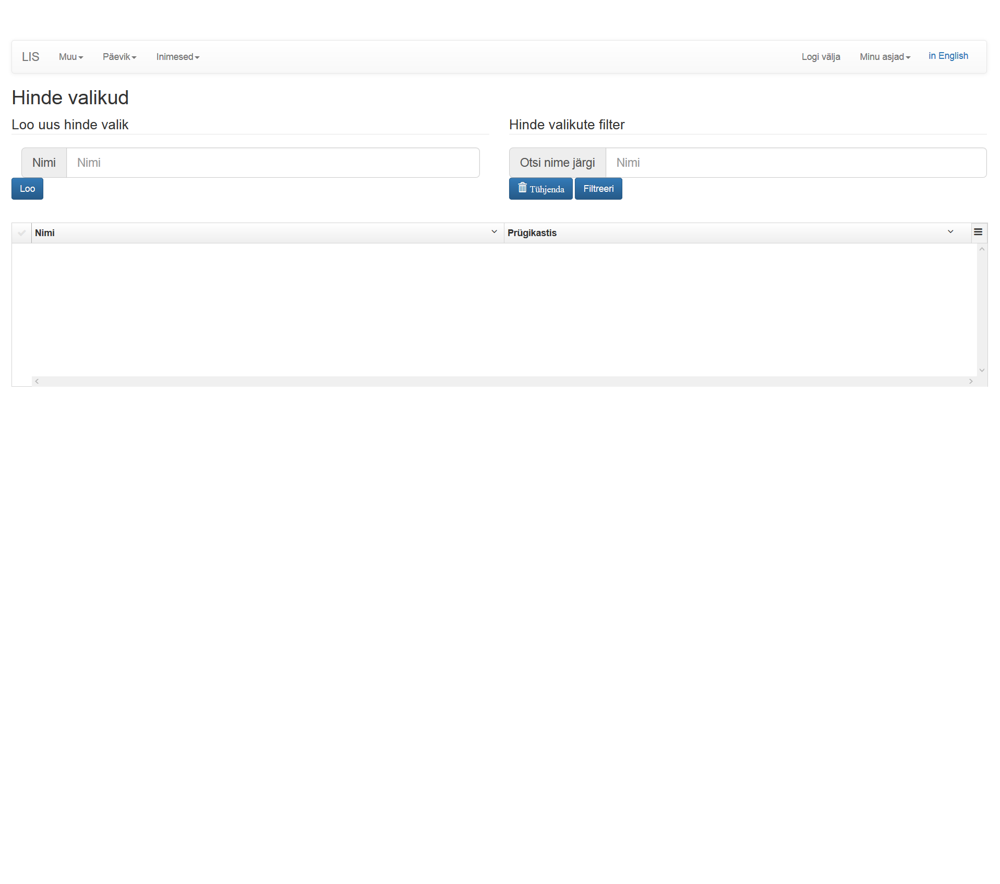 LIS Muu Päevik Inimesed Logi välja Minu asjad in English
Hinde valikud
Loo uus hinde valik
Hinde valikute filter
Nimi Nimi
Otsi nime järgi Nimi
Loo
Tühjenda Filtreeri
Nimi Prügikastis